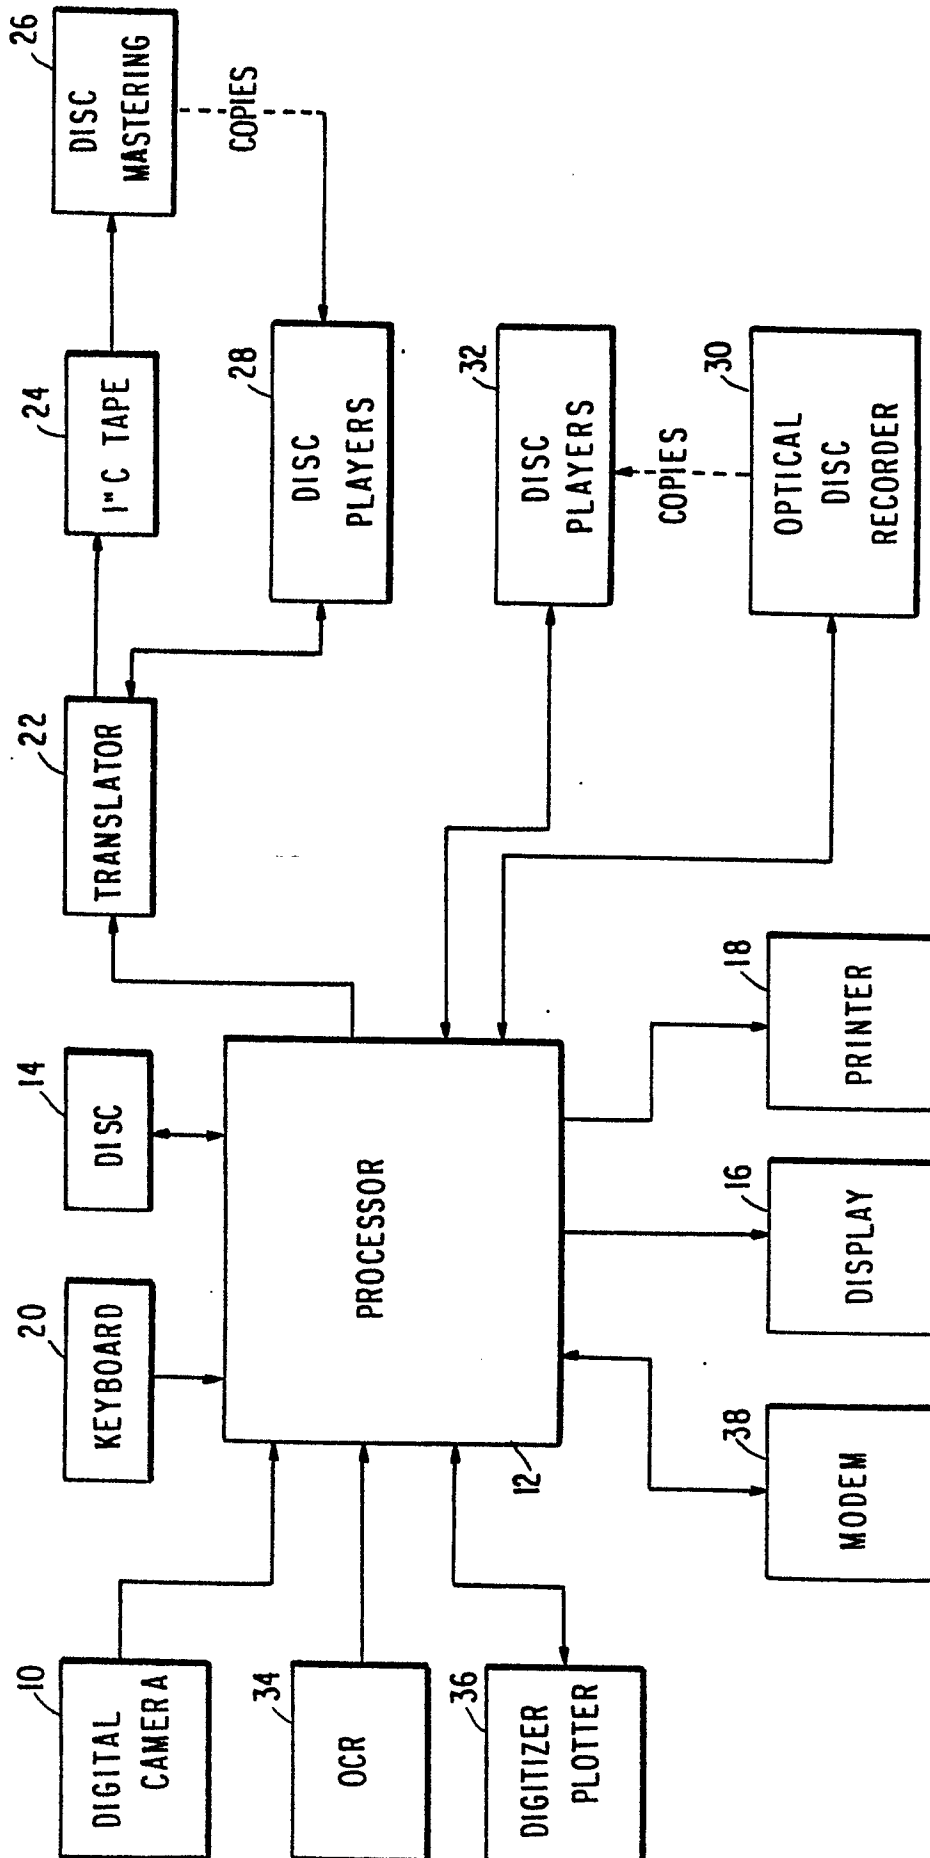 10
DIGITAL
CAMERA
34
OCR
36
DIGITIZER
PLOTTER
20
KEYBOARD
14
DISC
PROCESSOR
12
38
MODEM
16
DISPLAY
18
PRINTER
22
TRANSLATOR
24
1" C TAPE
26
DISC
MASTERING
COPIES
28
DISC
PLAYERS
32
DISC
PLAYERS
COPIES
30
OPTICAL
DISC
RECORDER